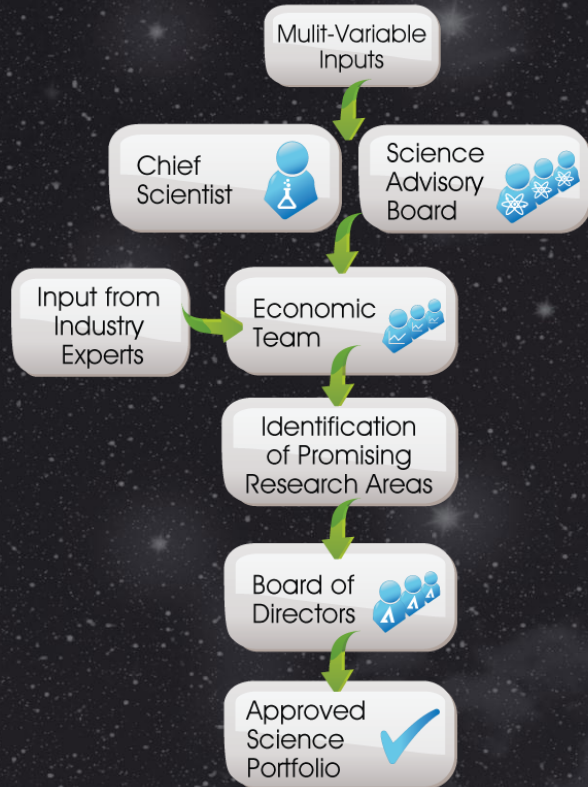 Mulit-Variable
Inputs
Chief
Scientist
Science
Advisory
Board
Input from
Industry
Experts
Economic
Team
Identification
of Promising
Research Areas
Board of
Directors
Approved
Science
Portfolio